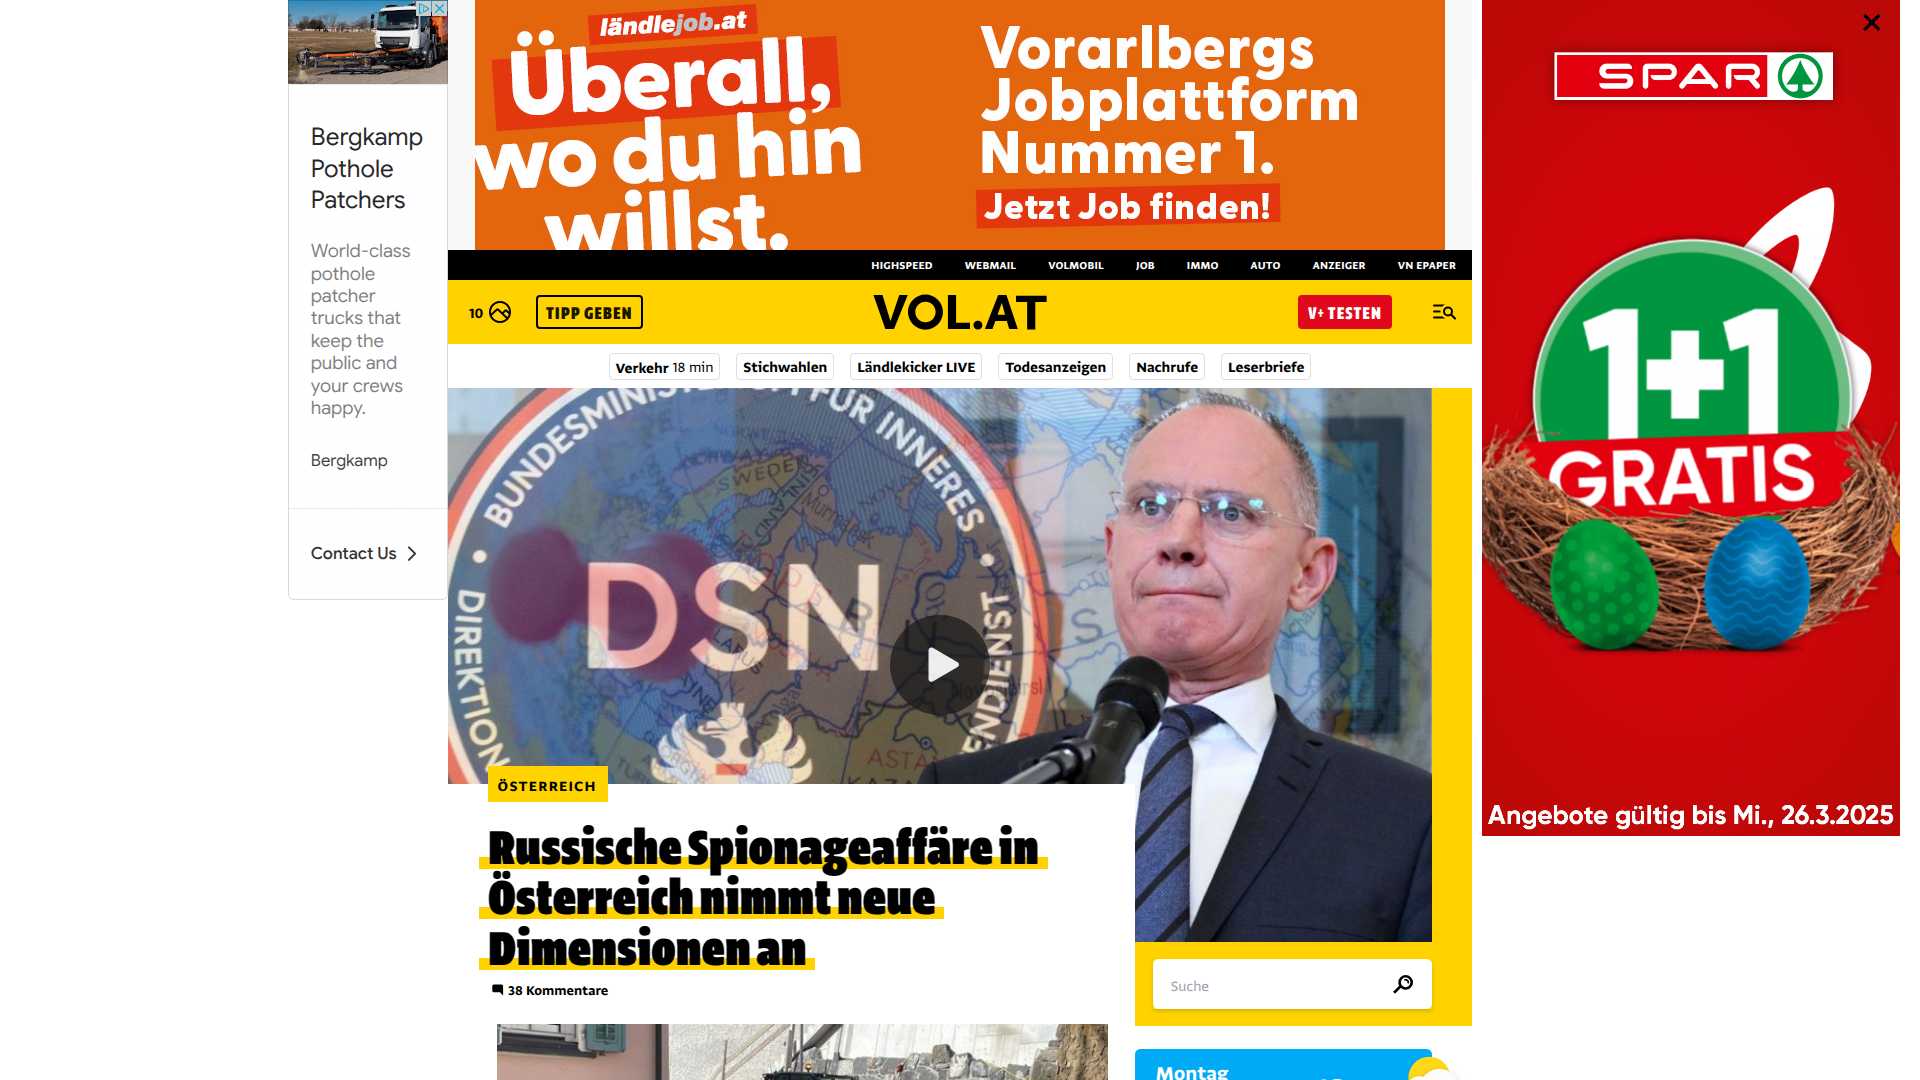 Bergkamp
Pothole
Patchers
World-class
pothole
patcher
trucks that
keep the
public and
your crews
happy.
Bergkamp
Contact Us
ländlejob.at
Überall,
wo du hin
willst.
Vorarlbergs
Jobplattform
Nummer 1.
Jetzt Job finden!
HIGHSPEED WEBMAIL VOLMOBIL JOB IMMO AUTO ANZEIGER VN EPAPER
10 TIPP GEBEN VOL.AT V+ TESTEN
Verkehr 18 min Stichwahlen Ländlekicker LIVE Todesanzeigen Nachrufe Leserbriefe
DIREKTION
FÜR INNERES
DSN
SWEDEN
ÖSTERREICH
Russische Spionageaffäre in
Österreich nimmt neue
Dimensionen an
38 Kommentare
Suche
Montag
SPAR
1+1
GRATIS
Angebote gültig bis Mi., 26.3.2025